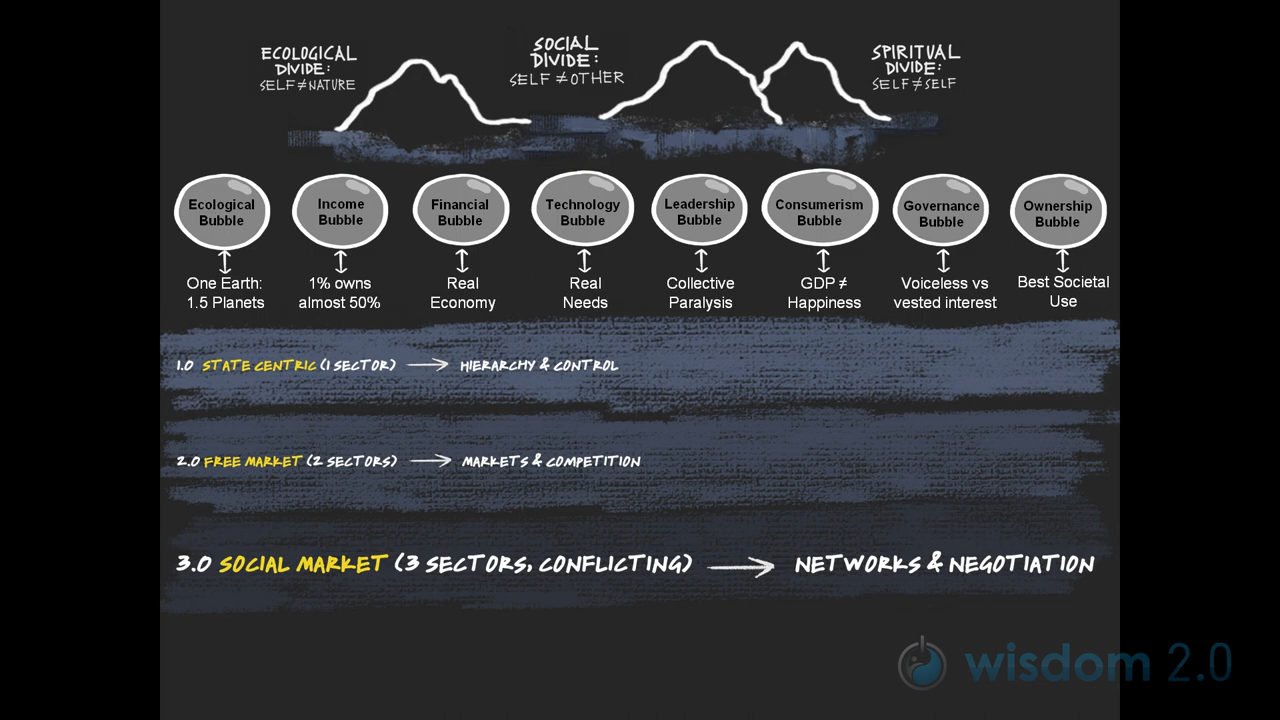 ECOLOGICAL
DIVIDE:
SELF ≠ NATURE
SOCIAL
DIVIDE:
SELF ≠ OTHER
SPIRITUAL
DIVIDE:
SELF ≠ SELF
Ecological
Bubble
Income
Bubble
Financial
Bubble
Technology
Bubble
Leadership
Bubble
Consumerism
Bubble
Governance
Bubble
Ownership
Bubble
One Earth:
1.5 Planets
1% owns
almost 50%
Real
Economy
Real
Needs
Collective
Paralysis
GDP ≠
Happiness
Voiceless vs
vested interest
Best Societal
Use
1.0 STATE CENTRIC (1 SECTOR) → HIERARCHY & CONTROL
2.0 FREE MARKET (2 SECTORS) → MARKETS & COMPETITION
3.0 SOCIAL MARKET (3 SECTORS, CONFLICTING) → NETWORKS & NEGOTIATION
wisdom 2.0